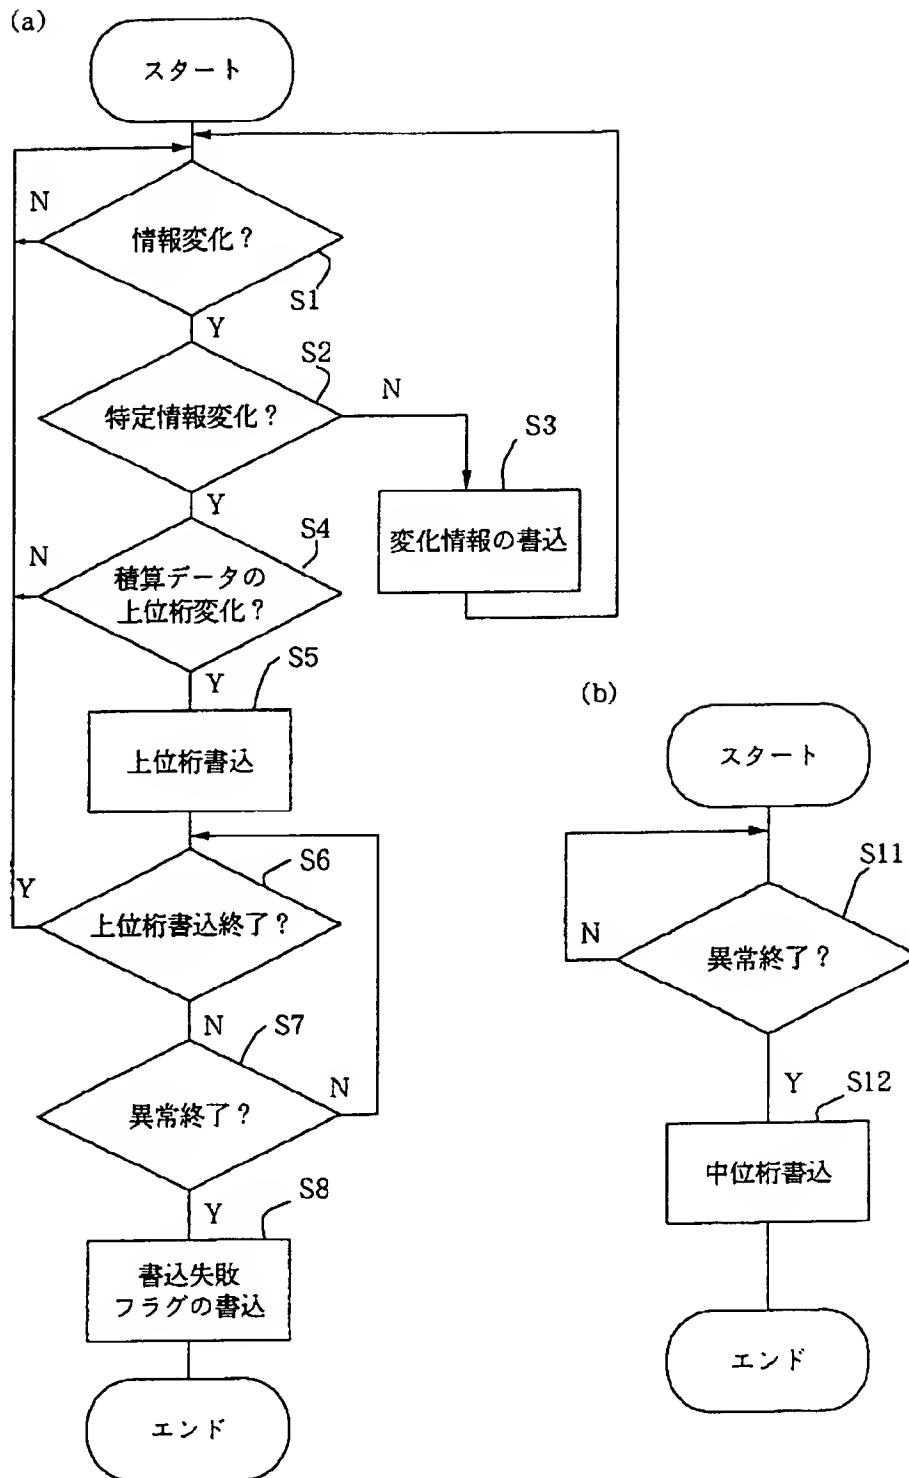 (a)
スタート
N
情報変化？
S1
Y
S2
N
特定情報変化？
S3
変化情報の書込
Y
S4
N
積算データの
上位桁変化？
Y
S5
上位桁書込
S6
Y
上位桁書込終了？
N
S7
N
異常終了？
Y
S8
書込失敗
フラグの書込
エンド
(b)
スタート
S11
N
異常終了？
Y
S12
中位桁書込
エンド